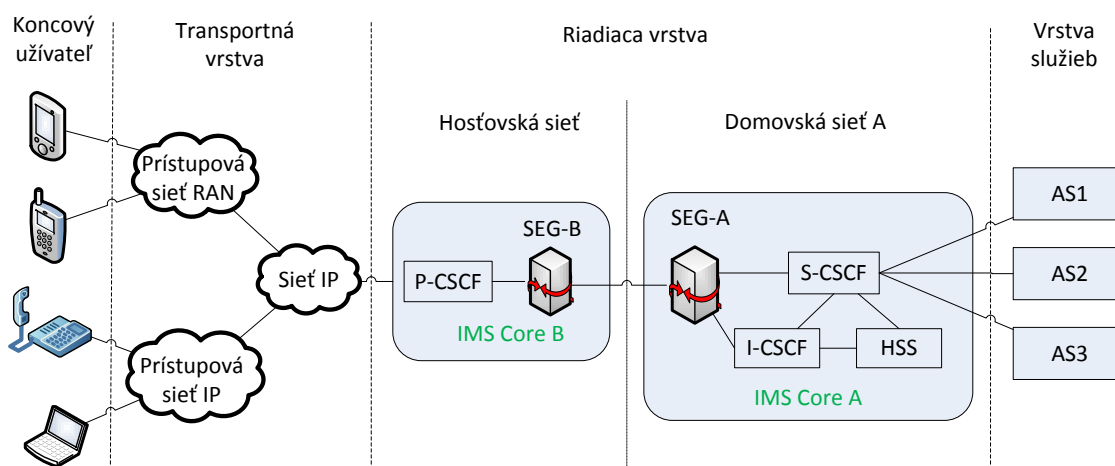 Koncový
užívateľ
Transportná
vrstva
Riadiaca vrstva
Vrstva
služieb
Hosťovská sieť
Domovská sieť A
Prístupová
sieť RAN
Sieť IP
Prístupová
sieť IP
SEG-B
P-CSCF
IMS Core B
SEG-A
S-CSCF
I-CSCF
HSS
IMS Core A
AS1
AS2
AS3